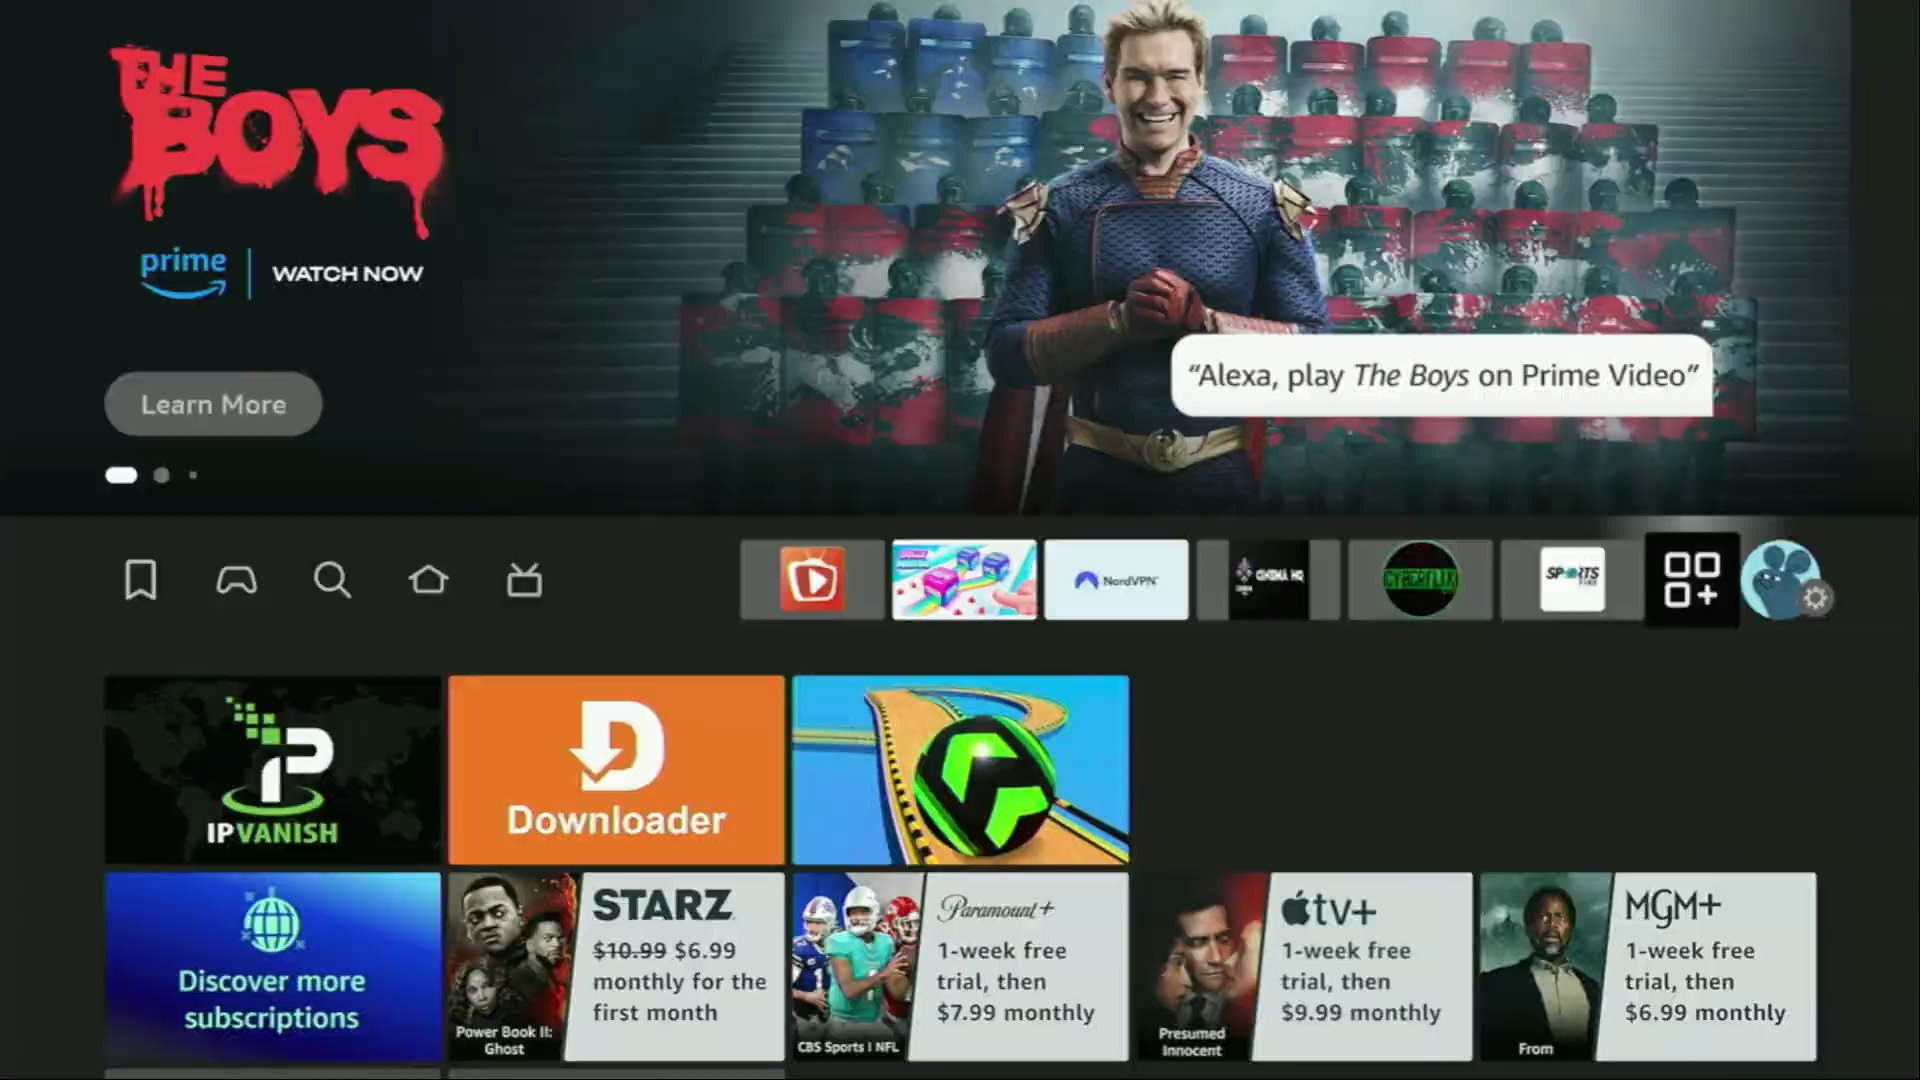 THE
BOYS
prime
WATCH NOW
Learn More
“Alexa, play The Boys on Prime Video”
NordVPN
CINEMA HD
CYBERFLIX
SPORTS
FIRE
IPVANISH
Downloader
Discover more
subscriptions
Power Book II:
Ghost
STARZ
$10.99 $6.99
monthly for the
first month
CBS Sports | NFL
Paramount+
1-week free
trial, then
$7.99 monthly
Presumed
Innocent
tv+
1-week free
trial, then
$9.99 monthly
From
MGM+
1-week free
trial, then
$6.99 monthly